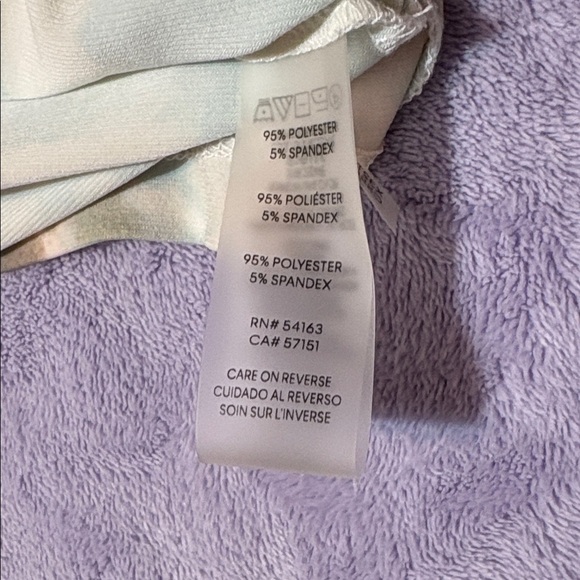 95% POLYESTER
5% SPANDEX
95% POLIÉSTER
5% SPANDEX
95% POLYESTER
5% SPANDEX
RN# 54163
CA# 57151
CARE ON REVERSE
CUIDADO AL REVERSO
SOIN SUR L'INVERSE